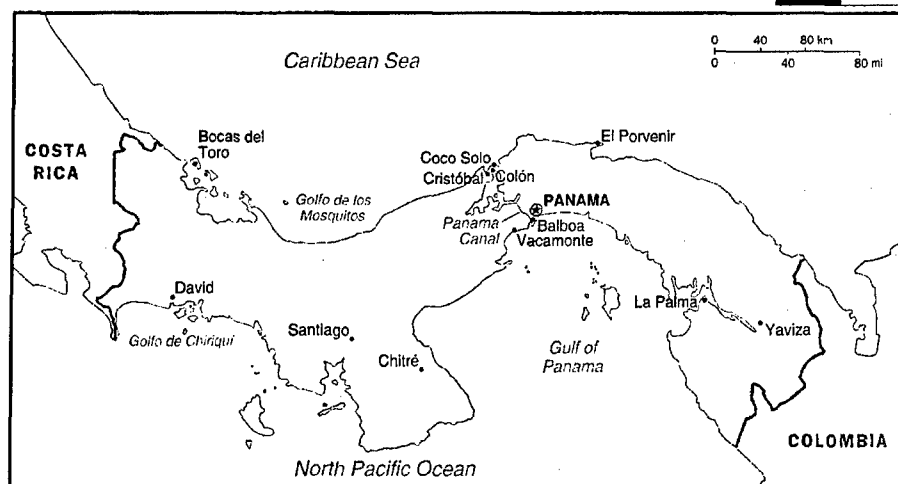 Caribbean Sea
0 40 80 km
0 40 80 mi
COSTA
RICA
Bocas del
Toro
El Porvenir
Coco Solo
Cristóbal
Colón
Golfo de los
Mosquitos
PANAMA
Panama
Canal
Balboa
Vacamonte
David
La Palma
Golfo de Chiriquí
Santiago
Yaviza
Chitré
Gulf of
Panama
COLOMBIA
North Pacific Ocean